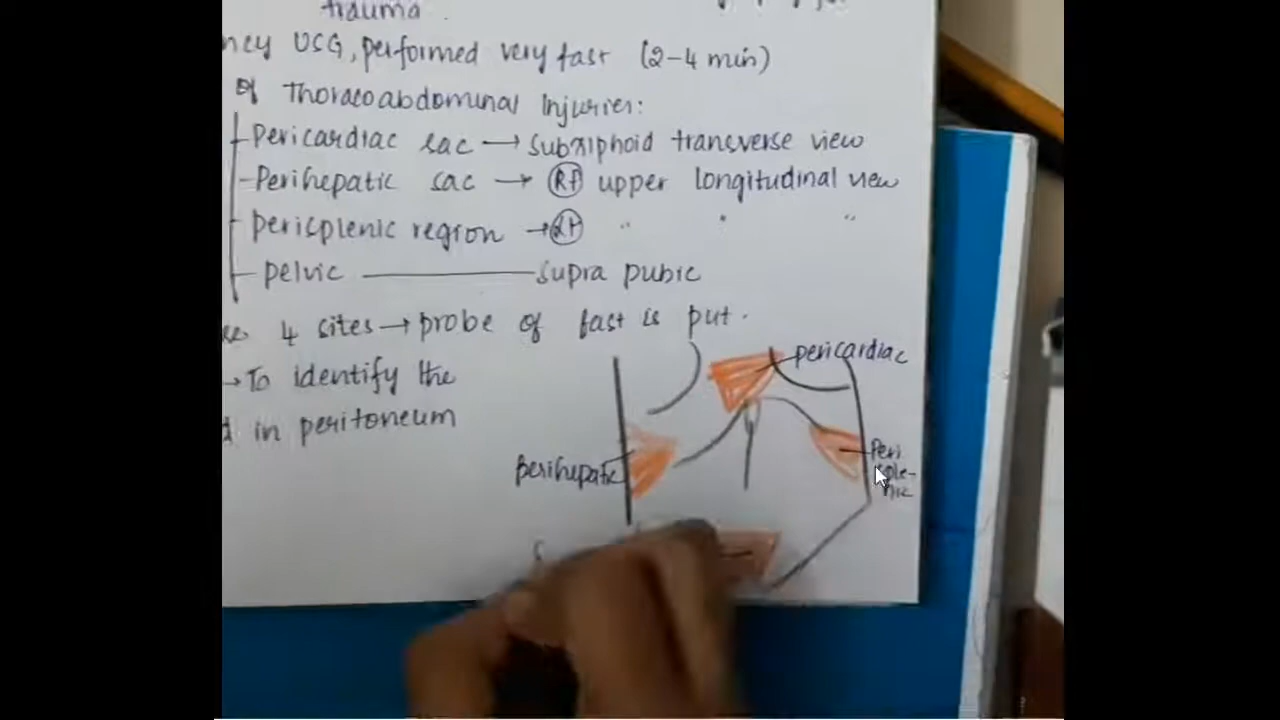 trauma.
ncy USG, performed very fast (2-4 min)
of Thoracoabdominal Injuries:
Pericardiac sac → Subxiphoid transverse view
Perihepatic sac → Rt upper longitudinal view
Perisplenic region → Lt " " "
pelvic — supra pubic
4 sites → probe of fast is put.
→ To identify the
in peritoneum
pericardiac
perihepatic
Peri
sple-
nic
S